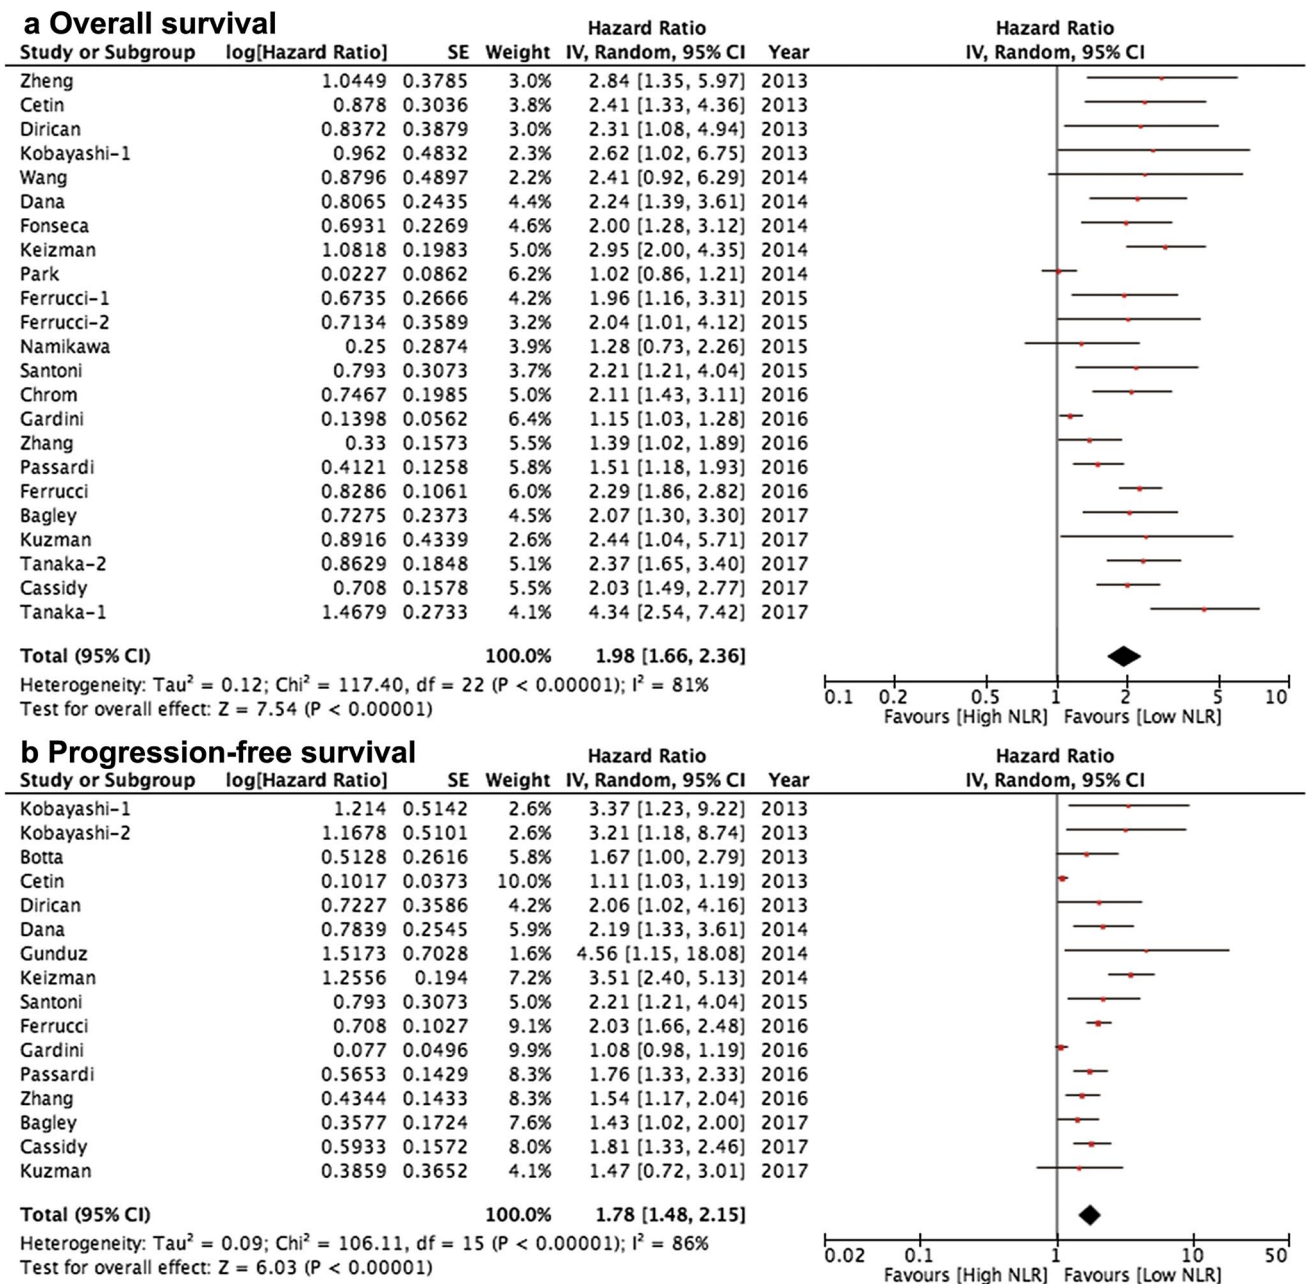 a Overall survival
Hazard Ratio Hazard Ratio
Study or Subgroup log[Hazard Ratio] SE Weight IV, Random, 95% CI Year IV, Random, 95% CI
Zheng 1.0449 0.3785 3.0% 2.84 [1.35, 5.97] 2013
Cetin 0.878 0.3036 3.8% 2.41 [1.33, 4.36] 2013
Dirican 0.8372 0.3879 3.0% 2.31 [1.08, 4.94] 2013
Kobayashi-1 0.962 0.4832 2.3% 2.62 [1.02, 6.75] 2013
Wang 0.8796 0.4897 2.2% 2.41 [0.92, 6.29] 2014
Dana 0.8065 0.2435 4.4% 2.24 [1.39, 3.61] 2014
Fonseca 0.6931 0.2269 4.6% 2.00 [1.28, 3.12] 2014
Keizman 1.0818 0.1983 5.0% 2.95 [2.00, 4.35] 2014
Park 0.0227 0.0862 6.2% 1.02 [0.86, 1.21] 2014
Ferrucci-1 0.6735 0.2666 4.2% 1.96 [1.16, 3.31] 2015
Ferrucci-2 0.7134 0.3589 3.2% 2.04 [1.01, 4.12] 2015
Namikawa 0.25 0.2874 3.9% 1.28 [0.73, 2.26] 2015
Santoni 0.793 0.3073 3.7% 2.21 [1.21, 4.04] 2015
Chrom 0.7467 0.1985 5.0% 2.11 [1.43, 3.11] 2016
Gardini 0.1398 0.0562 6.4% 1.15 [1.03, 1.28] 2016
Zhang 0.33 0.1573 5.5% 1.39 [1.02, 1.89] 2016
Passardi 0.4121 0.1258 5.8% 1.51 [1.18, 1.93] 2016
Ferrucci 0.8286 0.1061 6.0% 2.29 [1.86, 2.82] 2016
Bagley 0.7275 0.2373 4.5% 2.07 [1.30, 3.30] 2017
Kuzman 0.8916 0.4339 2.6% 2.44 [1.04, 5.71] 2017
Tanaka-2 0.8629 0.1848 5.1% 2.37 [1.65, 3.40] 2017
Cassidy 0.708 0.1578 5.5% 2.03 [1.49, 2.77] 2017
Tanaka-1 1.4679 0.2733 4.1% 4.34 [2.54, 7.42] 2017
Total (95% CI) 100.0% 1.98 [1.66, 2.36]
Heterogeneity: Tau² = 0.12; Chi² = 117.40, df = 22 (P < 0.00001); I² = 81%
Test for overall effect: Z = 7.54 (P < 0.00001)
0.1 0.2 0.5 1 2 5 10
Favours [High NLR] Favours [Low NLR]
b Progression-free survival
Hazard Ratio Hazard Ratio
Study or Subgroup log[Hazard Ratio] SE Weight IV, Random, 95% CI Year IV, Random, 95% CI
Kobayashi-1 1.214 0.5142 2.6% 3.37 [1.23, 9.22] 2013
Kobayashi-2 1.1678 0.5101 2.6% 3.21 [1.18, 8.74] 2013
Botta 0.5128 0.2616 5.8% 1.67 [1.00, 2.79] 2013
Cetin 0.1017 0.0373 10.0% 1.11 [1.03, 1.19] 2013
Dirican 0.7227 0.3586 4.2% 2.06 [1.02, 4.16] 2013
Dana 0.7839 0.2545 5.9% 2.19 [1.33, 3.61] 2014
Gunduz 1.5173 0.7028 1.6% 4.56 [1.15, 18.08] 2014
Keizman 1.2556 0.194 7.2% 3.51 [2.40, 5.13] 2014
Santoni 0.793 0.3073 5.0% 2.21 [1.21, 4.04] 2015
Ferrucci 0.708 0.1027 9.1% 2.03 [1.66, 2.48] 2016
Gardini 0.077 0.0496 9.9% 1.08 [0.98, 1.19] 2016
Passardi 0.5653 0.1429 8.3% 1.76 [1.33, 2.33] 2016
Zhang 0.4344 0.1433 8.3% 1.54 [1.17, 2.04] 2016
Bagley 0.3577 0.1724 7.6% 1.43 [1.02, 2.00] 2017
Cassidy 0.5933 0.1572 8.0% 1.81 [1.33, 2.46] 2017
Kuzman 0.3859 0.3652 4.1% 1.47 [0.72, 3.01] 2017
Total (95% CI) 100.0% 1.78 [1.48, 2.15]
Heterogeneity: Tau² = 0.09; Chi² = 106.11, df = 15 (P < 0.00001); I² = 86%
Test for overall effect: Z = 6.03 (P < 0.00001)
0.02 0.1 1 10 50
Favours [High NLR] Favours [Low NLR]